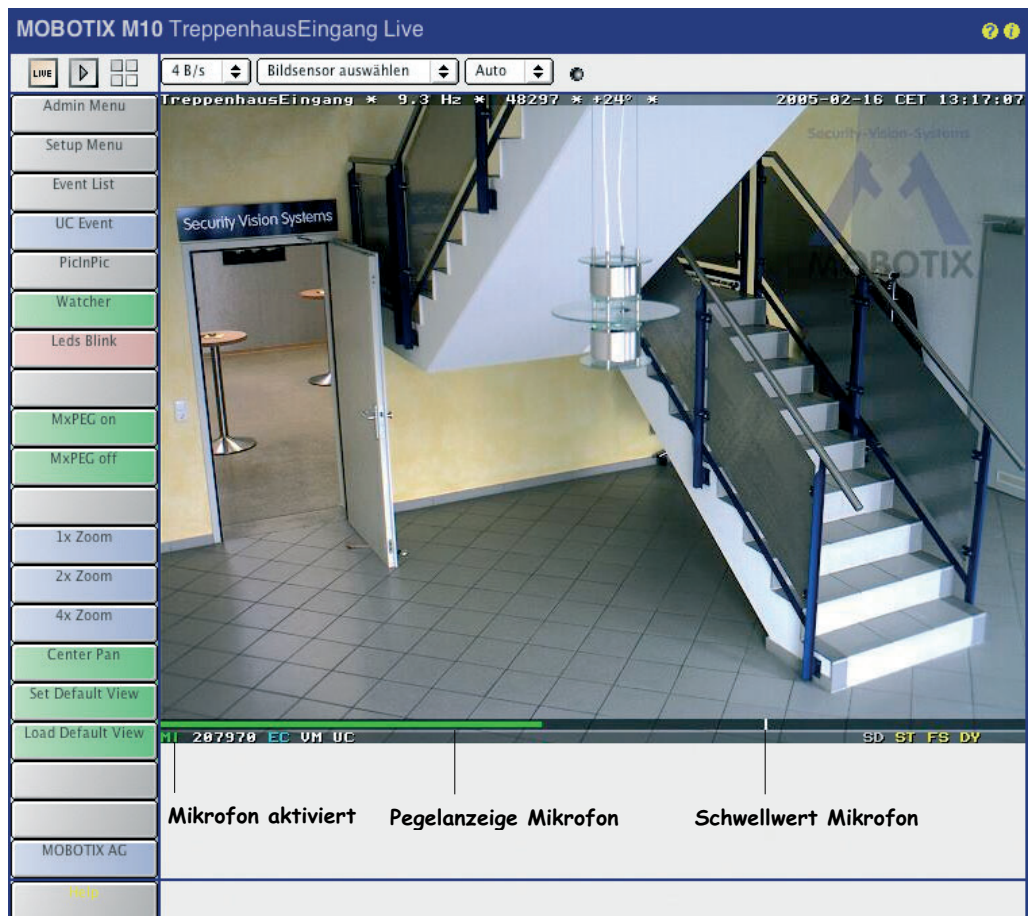 MOBOTIX M10 TreppenhausEingang Live
? i
LIVE
4 B/s
Bildsensor auswählen
Auto
Admin Menu
Setup Menu
Event List
UC Event
PicInPic
Watcher
Leds Blink
MxPEG on
MxPEG off
1x Zoom
2x Zoom
4x Zoom
Center Pan
Set Default View
Load Default View
MOBOTIX AG
Help
TreppenhausEingang * 9.3 Hz * 48297 * +24° * 2005-02-16 CET 13:17:07
Security-Vision-Systems
MOBOTIX
Security Vision Systems
MI 207970 EC VM UC SD ST FS DY
Mikrofon aktiviert Pegelanzeige Mikrofon Schwellwert Mikrofon